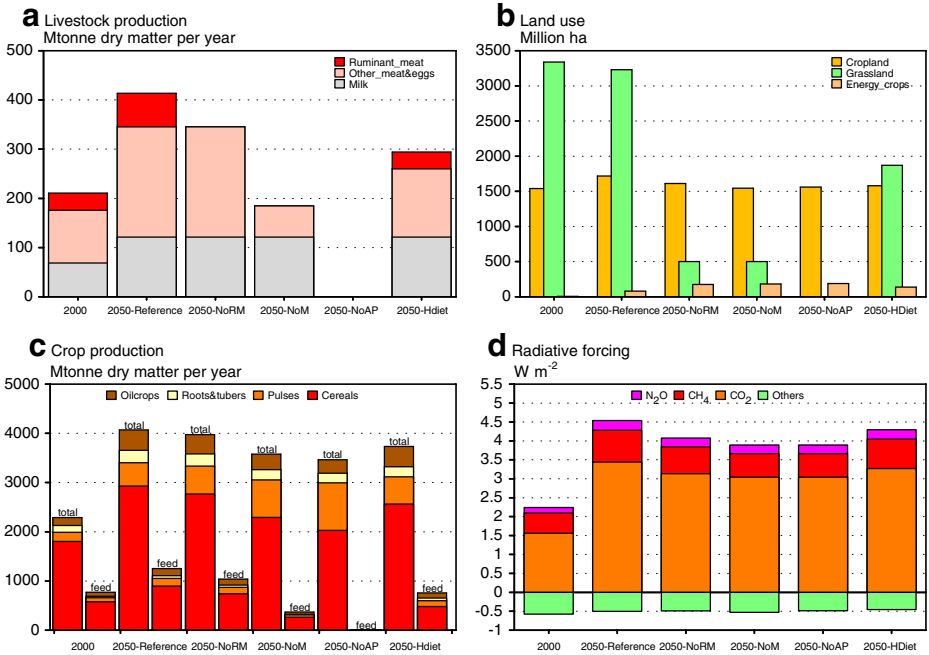 a Livestock production
Mtonne dry matter per year
500
400
300
200
100
0
Ruminant_meat
Other_meat&eggs
Milk
2000 2050-Reference 2050-NoRM 2050-NoM 2050-NoAP 2050-Hdiet
b Land use
Million ha
3500
3000
2500
2000
1500
1000
500
0
Cropland
Grassland
Energy_crops
2000 2050-Reference 2050-NoRM 2050-NoM 2050-NoAP 2050-HDiet
c Crop production
Mtonne dry matter per year
5000
4000
3000
2000
1000
0
Oilcrops Roots&tubers Pulses Cereals
total feed total feed total feed total feed total feed total feed
2000 2050-Reference 2050-NoRM 2050-NoM 2050-NoAP 2050-Hdiet
d Radiative forcing
W m-2
5.5
5
4.5
4
3.5
3
2.5
2
1.5
1
0.5
0
-0.5
-1
N2O CH4 CO2 Others
2000 2050-Reference 2050-NoRM 2050-NoM 2050-NoAP 2050-HDiet